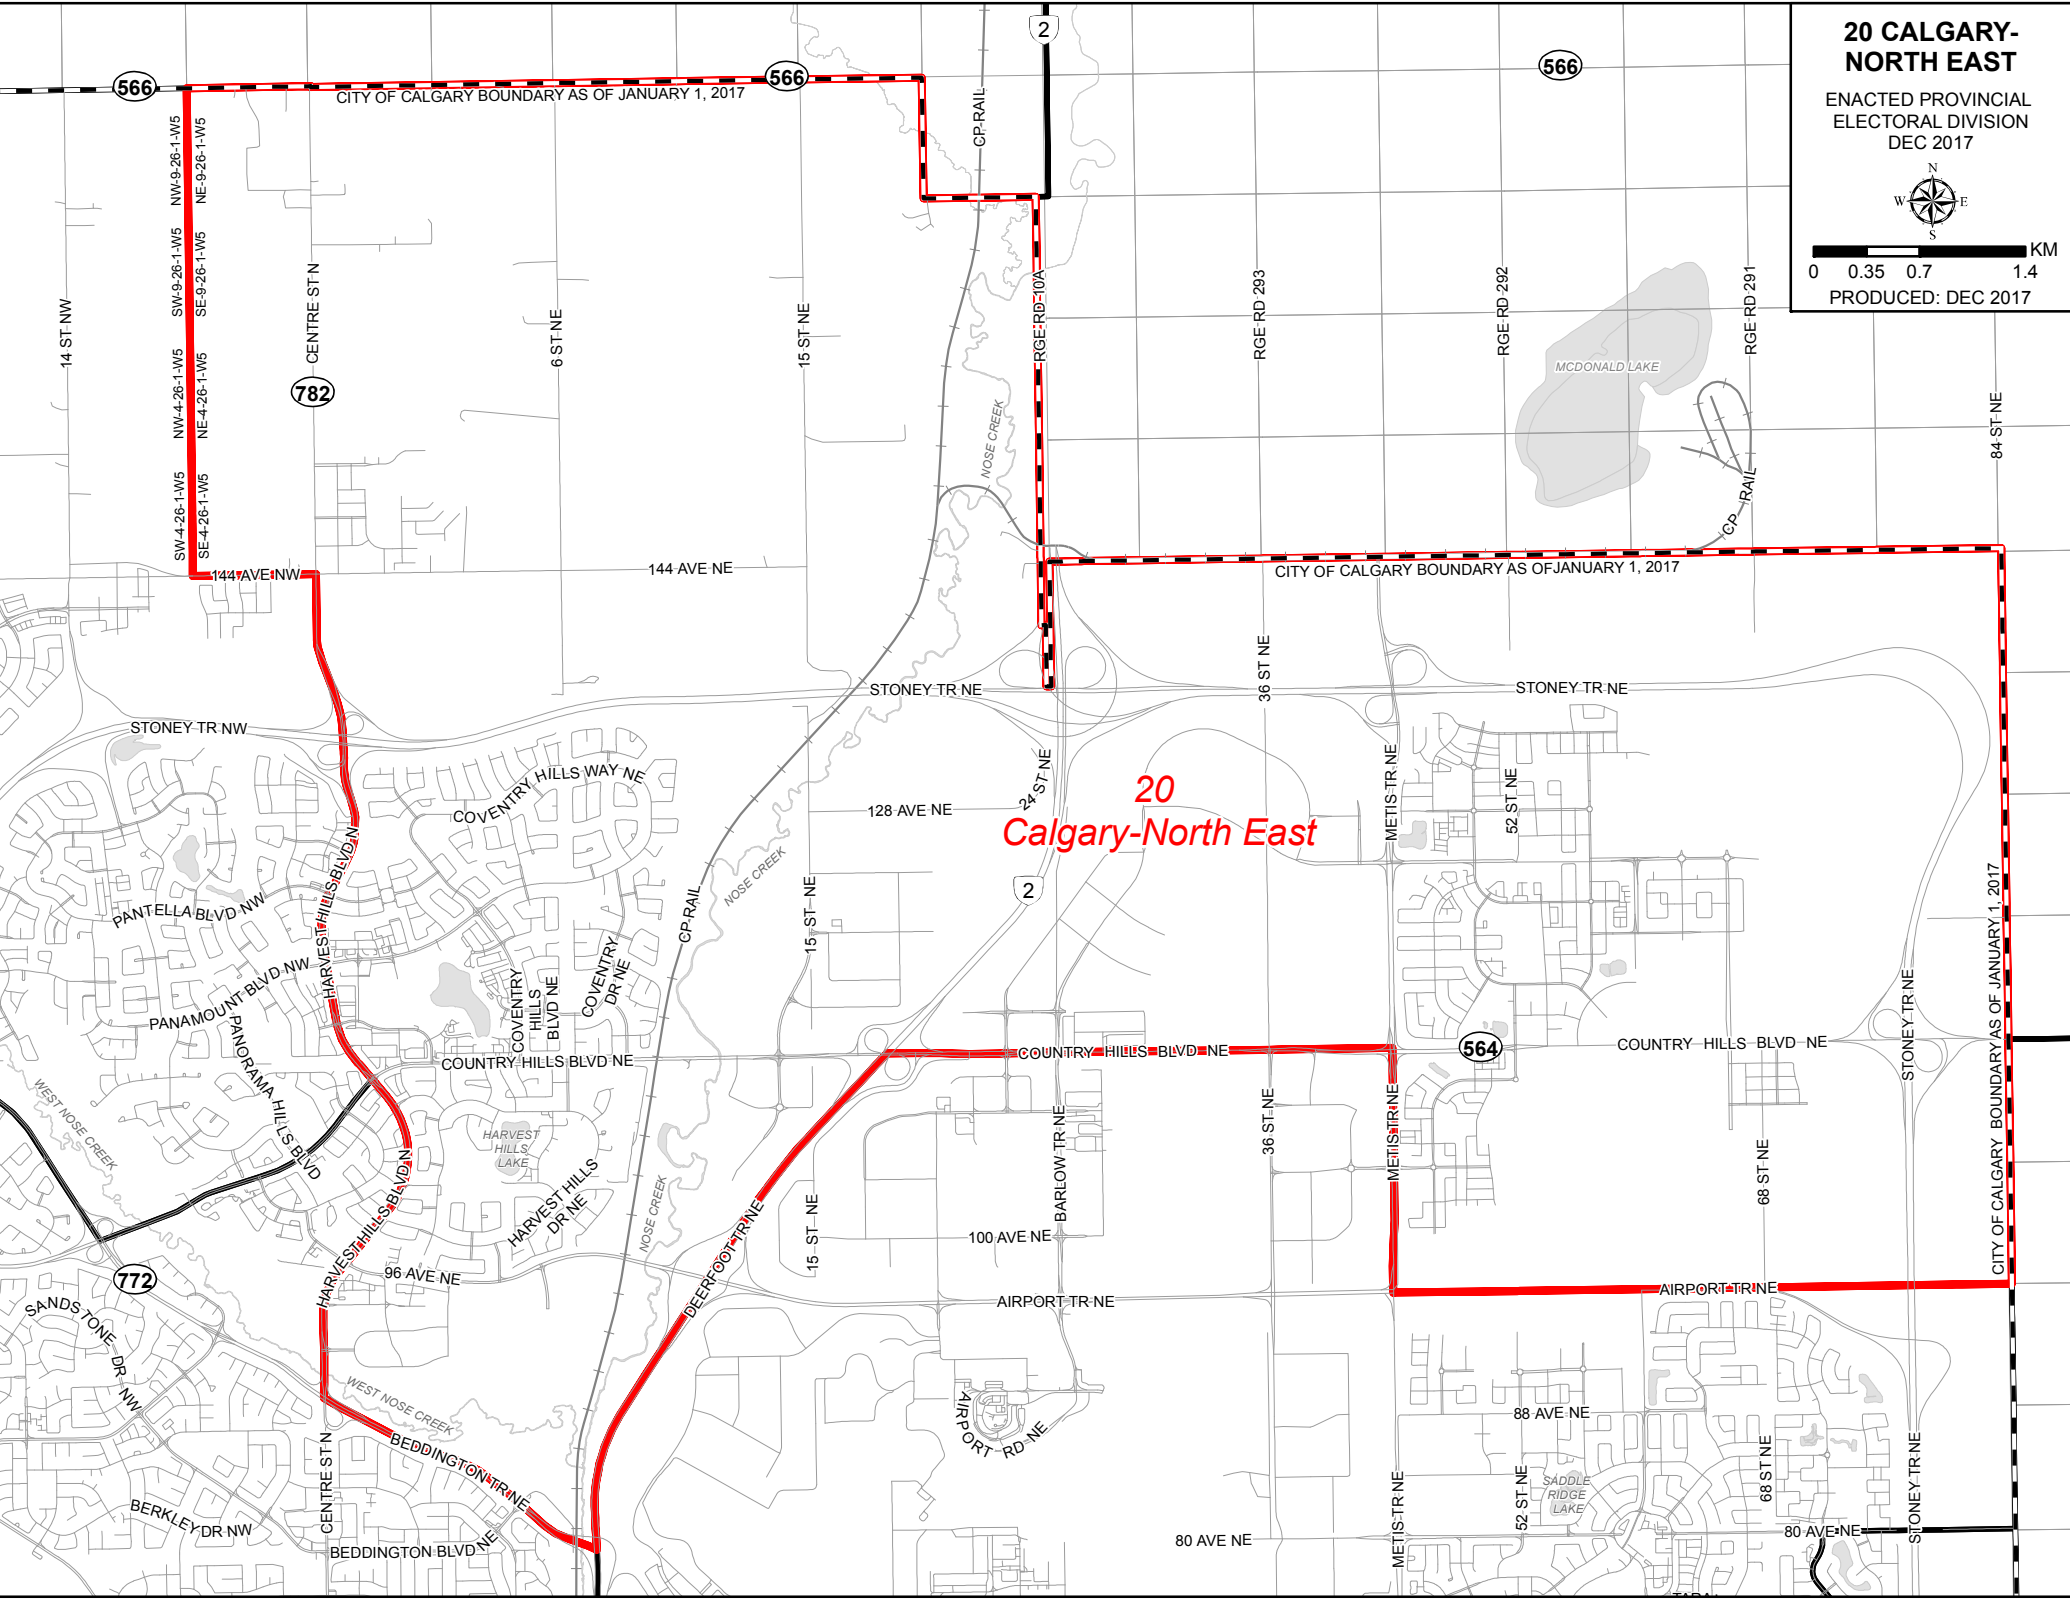 20 CALGARY-
NORTH EAST
ENACTED PROVINCIAL
ELECTORAL DIVISION
DEC 2017
N
W
E
S
KM
0 0.35 0.7 1.4
PRODUCED: DEC 2017
2
566
566
566
CITY OF CALGARY BOUNDARY AS OF JANUARY 1, 2017
CP RAIL
NW-9-26-1-W5
NE-9-26-1-W5
SW-9-26-1-W5
SE-9-26-1-W5
NW-4-26-1-W5
NE-4-26-1-W5
SW-4-26-1-W5
SE-4-26-1-W5
14 ST NW
CENTRE ST N
782
6 ST NE
15 ST NE
RGE RD 10A
RGE RD 293
RGE RD 292
RGE RD 291
84 ST NE
MCDONALD LAKE
NOSE CREEK
CP RAIL
144 AVE NW
144 AVE NE
CITY OF CALGARY BOUNDARY AS OF JANUARY 1, 2017
36 ST NE
STONEY TR NE
STONEY TR NE
STONEY TR NW
24 ST NE
METIS TR NE
52 ST NE
COVENTRY HILLS WAY NE
128 AVE NE
20
Calgary-North East
2
HARVEST HILLS BLVD N
PANTELLA BLVD NW
NOSE CREEK
CP RAIL
15 ST NE
PANAMOUNT BLVD NW
COVENTRY
HILLS
BLVD NE
COVENTRY
DR NE
PANORAMA HILLS BLVD
COUNTRY HILLS BLVD NE
COUNTRY HILLS BLVD NE
564
COUNTRY HILLS BLVD NE
STONEY TR NE
CITY OF CALGARY BOUNDARY AS OF JANUARY 1, 2017
WEST NOSE CREEK
HARVEST
HILLS
LAKE
HARVEST HILLS
DR NE
HARVEST HILLS BLVD N
NOSE CREEK
DEERFOOT TR NE
15 ST NE
BARLOW TR NE
36 ST NE
METIS TR NE
68 ST NE
100 AVE NE
96 AVE NE
AIRPORT TR NE
AIRPORT TR NE
772
SANDSTONE DR NW
WEST NOSE CREEK
BEDDINGTON TR NE
CENTRE ST N
BERKLEY DR NW
BEDDINGTON BLVD NE
AIRPORT RD NE
88 AVE NE
SADDLE
RIDGE
LAKE
52 ST NE
68 ST NE
METIS TR NE
STONEY TR NE
80 AVE NE
80 AVE NE